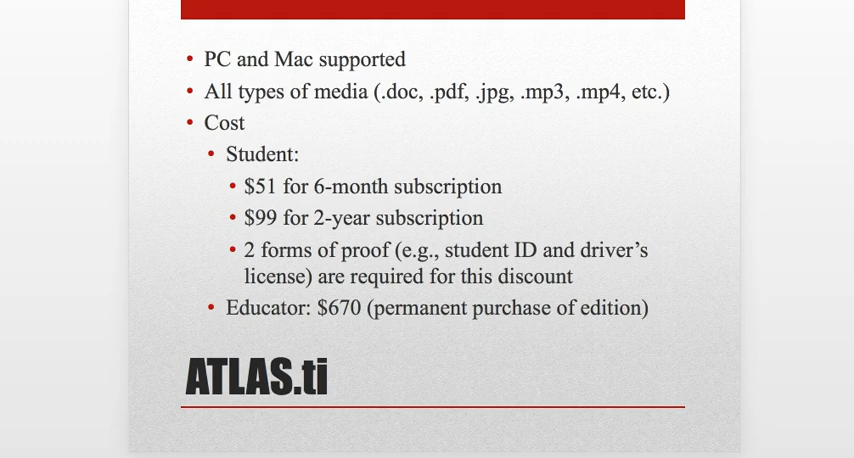 • PC and Mac supported
• All types of media (.doc, .pdf, .jpg, .mp3, .mp4, etc.)
• Cost
• Student:
• $51 for 6-month subscription
• $99 for 2-year subscription
• 2 forms of proof (e.g., student ID and driver’s
license) are required for this discount
• Educator: $670 (permanent purchase of edition)
ATLAS.ti